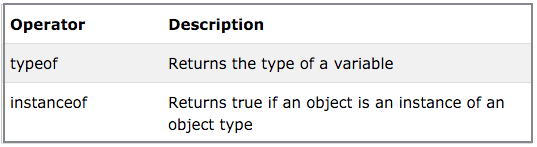 Operator Description
typeof Returns the type of a variable
instanceof Returns true if an object is an instance of an
object type